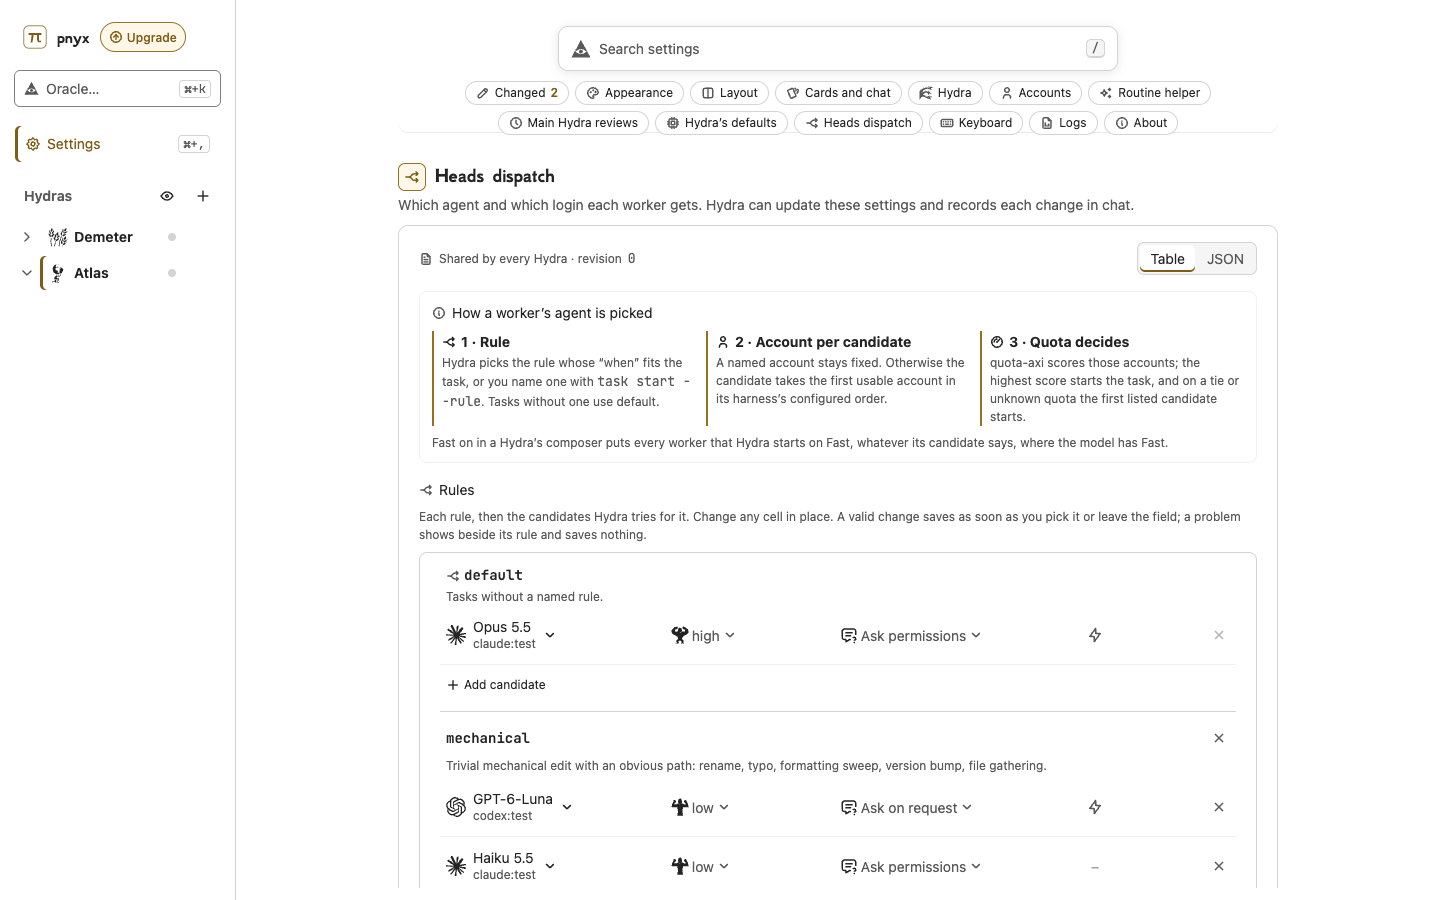 pnyx
Upgrade
Oracle...
⌘+K
Settings
⌘+,
Hydras
Demeter
Atlas
Search settings
/
Changed 2
Appearance
Layout
Cards and chat
Hydra
Accounts
Routine helper
Main Hydra reviews
Hydra's defaults
Heads dispatch
Keyboard
Logs
About
Heads dispatch
Which agent and which login each worker gets. Hydra can update these settings and records each change in chat.
Shared by every Hydra · revision 0
Table
JSON
How a worker's agent is picked
1 · Rule
Hydra picks the rule whose “when” fits the
task, or you name one with task start -
-rule. Tasks without one use default.
2 · Account per candidate
A named account stays fixed. Otherwise the
candidate takes the first usable account in
its harness's configured order.
3 · Quota decides
quota-axi scores those accounts; the
highest score starts the task, and on a tie or
unknown quota the first listed candidate
starts.
Fast on in a Hydra's composer puts every worker that Hydra starts on Fast, whatever its candidate says, where the model has Fast.
Rules
Each rule, then the candidates Hydra tries for it. Change any cell in place. A valid change saves as soon as you pick it or leave the field; a problem
shows beside its rule and saves nothing.
default
Tasks without a named rule.
Opus 5.5
claude:test
high
Ask permissions
Add candidate
mechanical
Trivial mechanical edit with an obvious path: rename, typo, formatting sweep, version bump, file gathering.
GPT-6-Luna
codex:test
low
Ask on request
Haiku 5.5
claude:test
low
Ask permissions
–